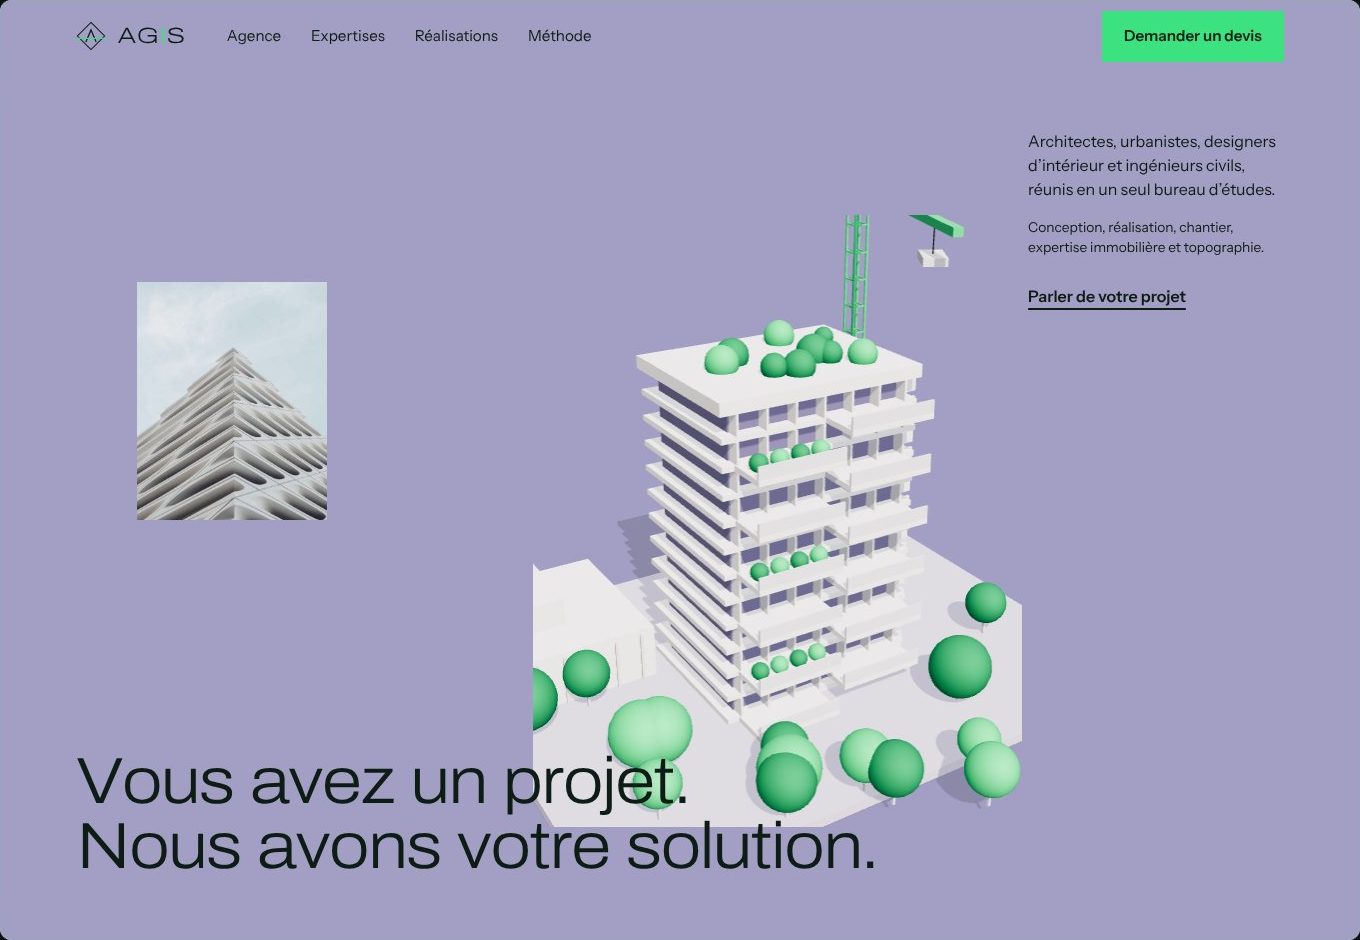 AGIS
Agence
Expertises
Réalisations
Méthode
Demander un devis
Architectes, urbanistes, designers
d’intérieur et ingénieurs civils,
réunis en un seul bureau d’études.
Conception, réalisation, chantier,
expertise immobilière et topographie.
Parler de votre projet
Vous avez un projet.
Nous avons votre solution.